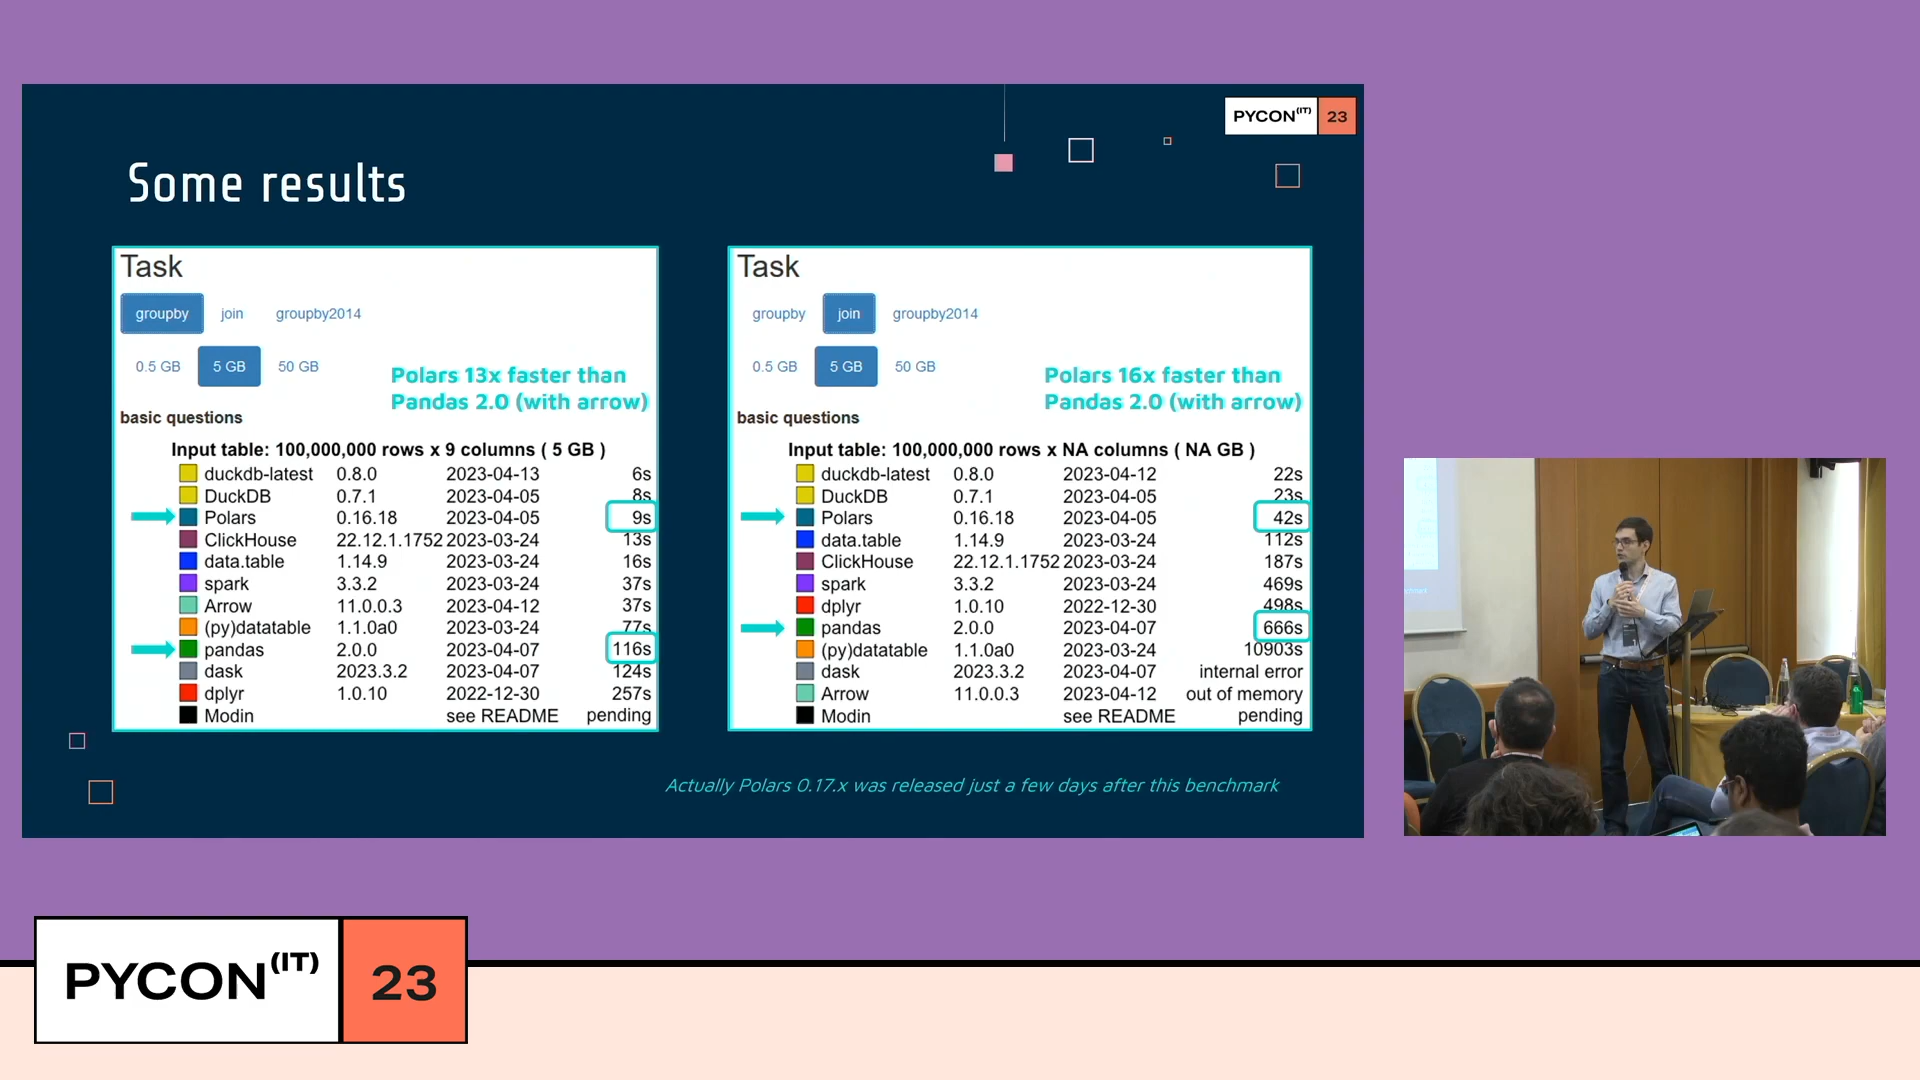 PYCON(IT) 23
Some results
Task
groupby join groupby2014
0.5 GB 5 GB 50 GB
Polars 13x faster than
Pandas 2.0 (with arrow)
basic questions
Input table: 100,000,000 rows x 9 columns ( 5 GB )
duckdb-latest 0.8.0 2023-04-13 6s
DuckDB 0.7.1 2023-04-05 8s
Polars 0.16.18 2023-04-05 9s
ClickHouse 22.12.1.1752 2023-03-24 13s
data.table 1.14.9 2023-03-24 16s
spark 3.3.2 2023-03-24 37s
Arrow 11.0.0.3 2023-04-12 37s
(py)datatable 1.1.0a0 2023-03-24 77s
pandas 2.0.0 2023-04-07 116s
dask 2023.3.2 2023-04-07 124s
dplyr 1.0.10 2022-12-30 257s
Modin see README pending
Task
groupby join groupby2014
0.5 GB 5 GB 50 GB
Polars 16x faster than
Pandas 2.0 (with arrow)
basic questions
Input table: 100,000,000 rows x NA columns ( NA GB )
duckdb-latest 0.8.0 2023-04-12 22s
DuckDB 0.7.1 2023-04-05 23s
Polars 0.16.18 2023-04-05 42s
data.table 1.14.9 2023-03-24 112s
ClickHouse 22.12.1.1752 2023-03-24 187s
spark 3.3.2 2023-03-24 469s
dplyr 1.0.10 2022-12-30 498s
pandas 2.0.0 2023-04-07 666s
(py)datatable 1.1.0a0 2023-03-24 10903s
dask 2023.3.2 2023-04-07 internal error
Arrow 11.0.0.3 2023-04-12 out of memory
Modin see README pending
Actually Polars 0.17.x was released just a few days after this benchmark
PYCON(IT) 23